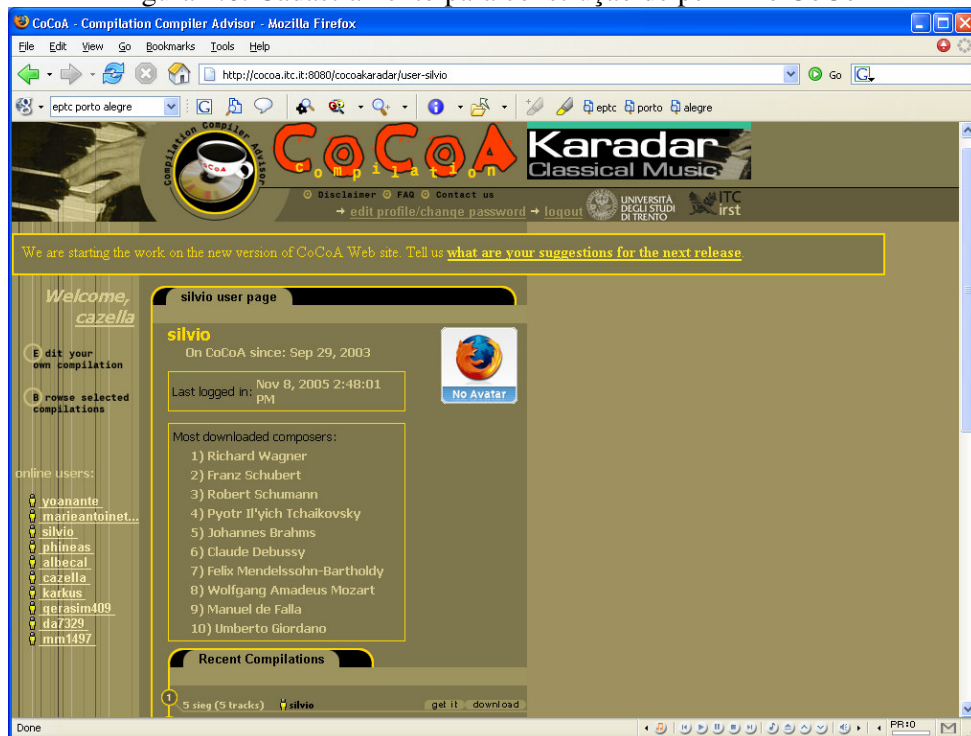 CoCoA - Compilation Compiler Advisor - Mozilla Firefox
File Edit View Go Bookmarks Tools Help
http://cocoa.itc.it:8080/cocoakaradar/user-silvio
Go
G
eptc porto alegre
eptc porto alegre
Compilation Compiler Advisor
CoCoA
CoCoA
Compilation
Karadar
Classical Music
Disclaimer FAQ Contact us
edit profile/change password logout
UNIVERSITÀ
DEGLI STUDI
DI TRENTO
ITC
irst
We are starting the work on the new version of CoCoA Web site. Tell us what are your suggestions for the next release.
Welcome,
cazella
Edit your
own compilation
Browse selected
compilations
online users:
yoanante
marieantoinet...
silvio
phineas
albecal
cazella
karkus
gerasim409
da7329
mm1497
silvio user page
silvio
On CoCoA since: Sep 29, 2003
No Avatar
Last logged in: Nov 8, 2005 2:48:01
PM
Most downloaded composers:
1) Richard Wagner
2) Franz Schubert
3) Robert Schumann
4) Pyotr Il'yich Tchaikovsky
5) Johannes Brahms
6) Claude Debussy
7) Felix Mendelssohn-Bartholdy
8) Wolfgang Amadeus Mozart
9) Manuel de Falla
10) Umberto Giordano
Recent Compilations
1
5 sieg (5 tracks) silvio get it download
Done
PR:0